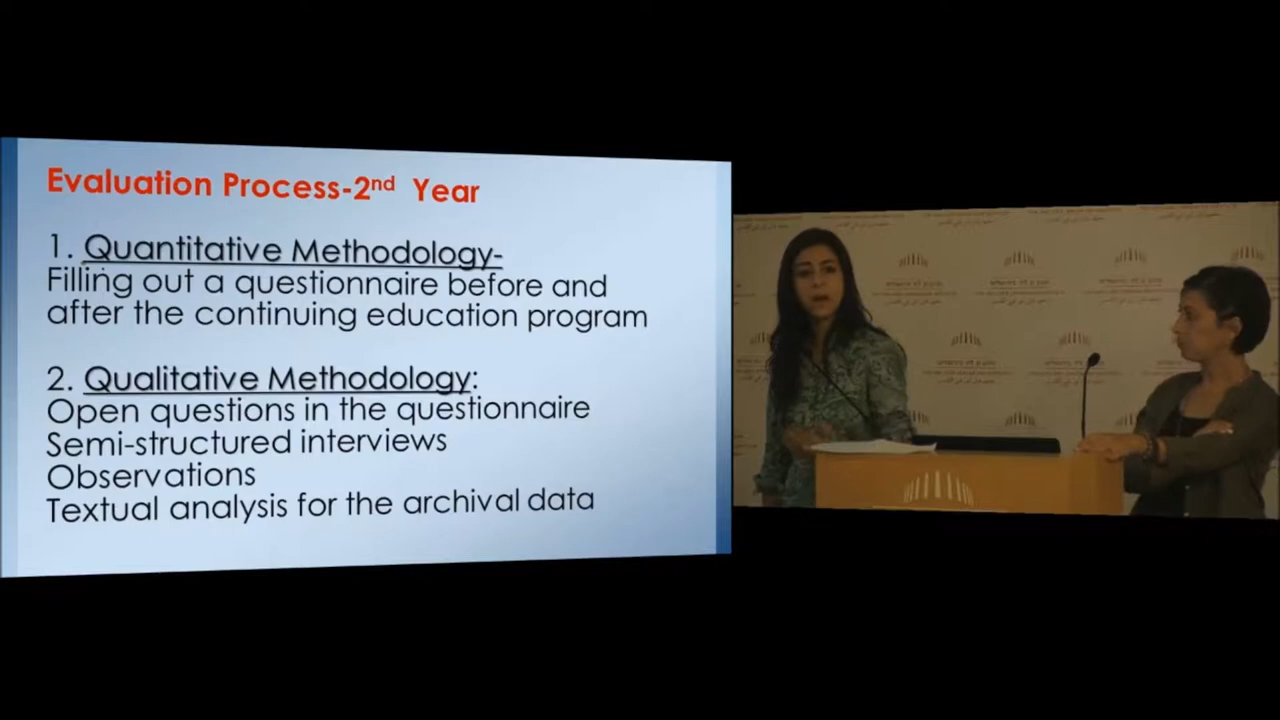 Evaluation Process-2nd Year
1. Quantitative Methodology-
Filling out a questionnaire before and
after the continuing education program
2. Qualitative Methodology:
Open questions in the questionnaire
Semi-structured interviews
Observations
Textual analysis for the archival data